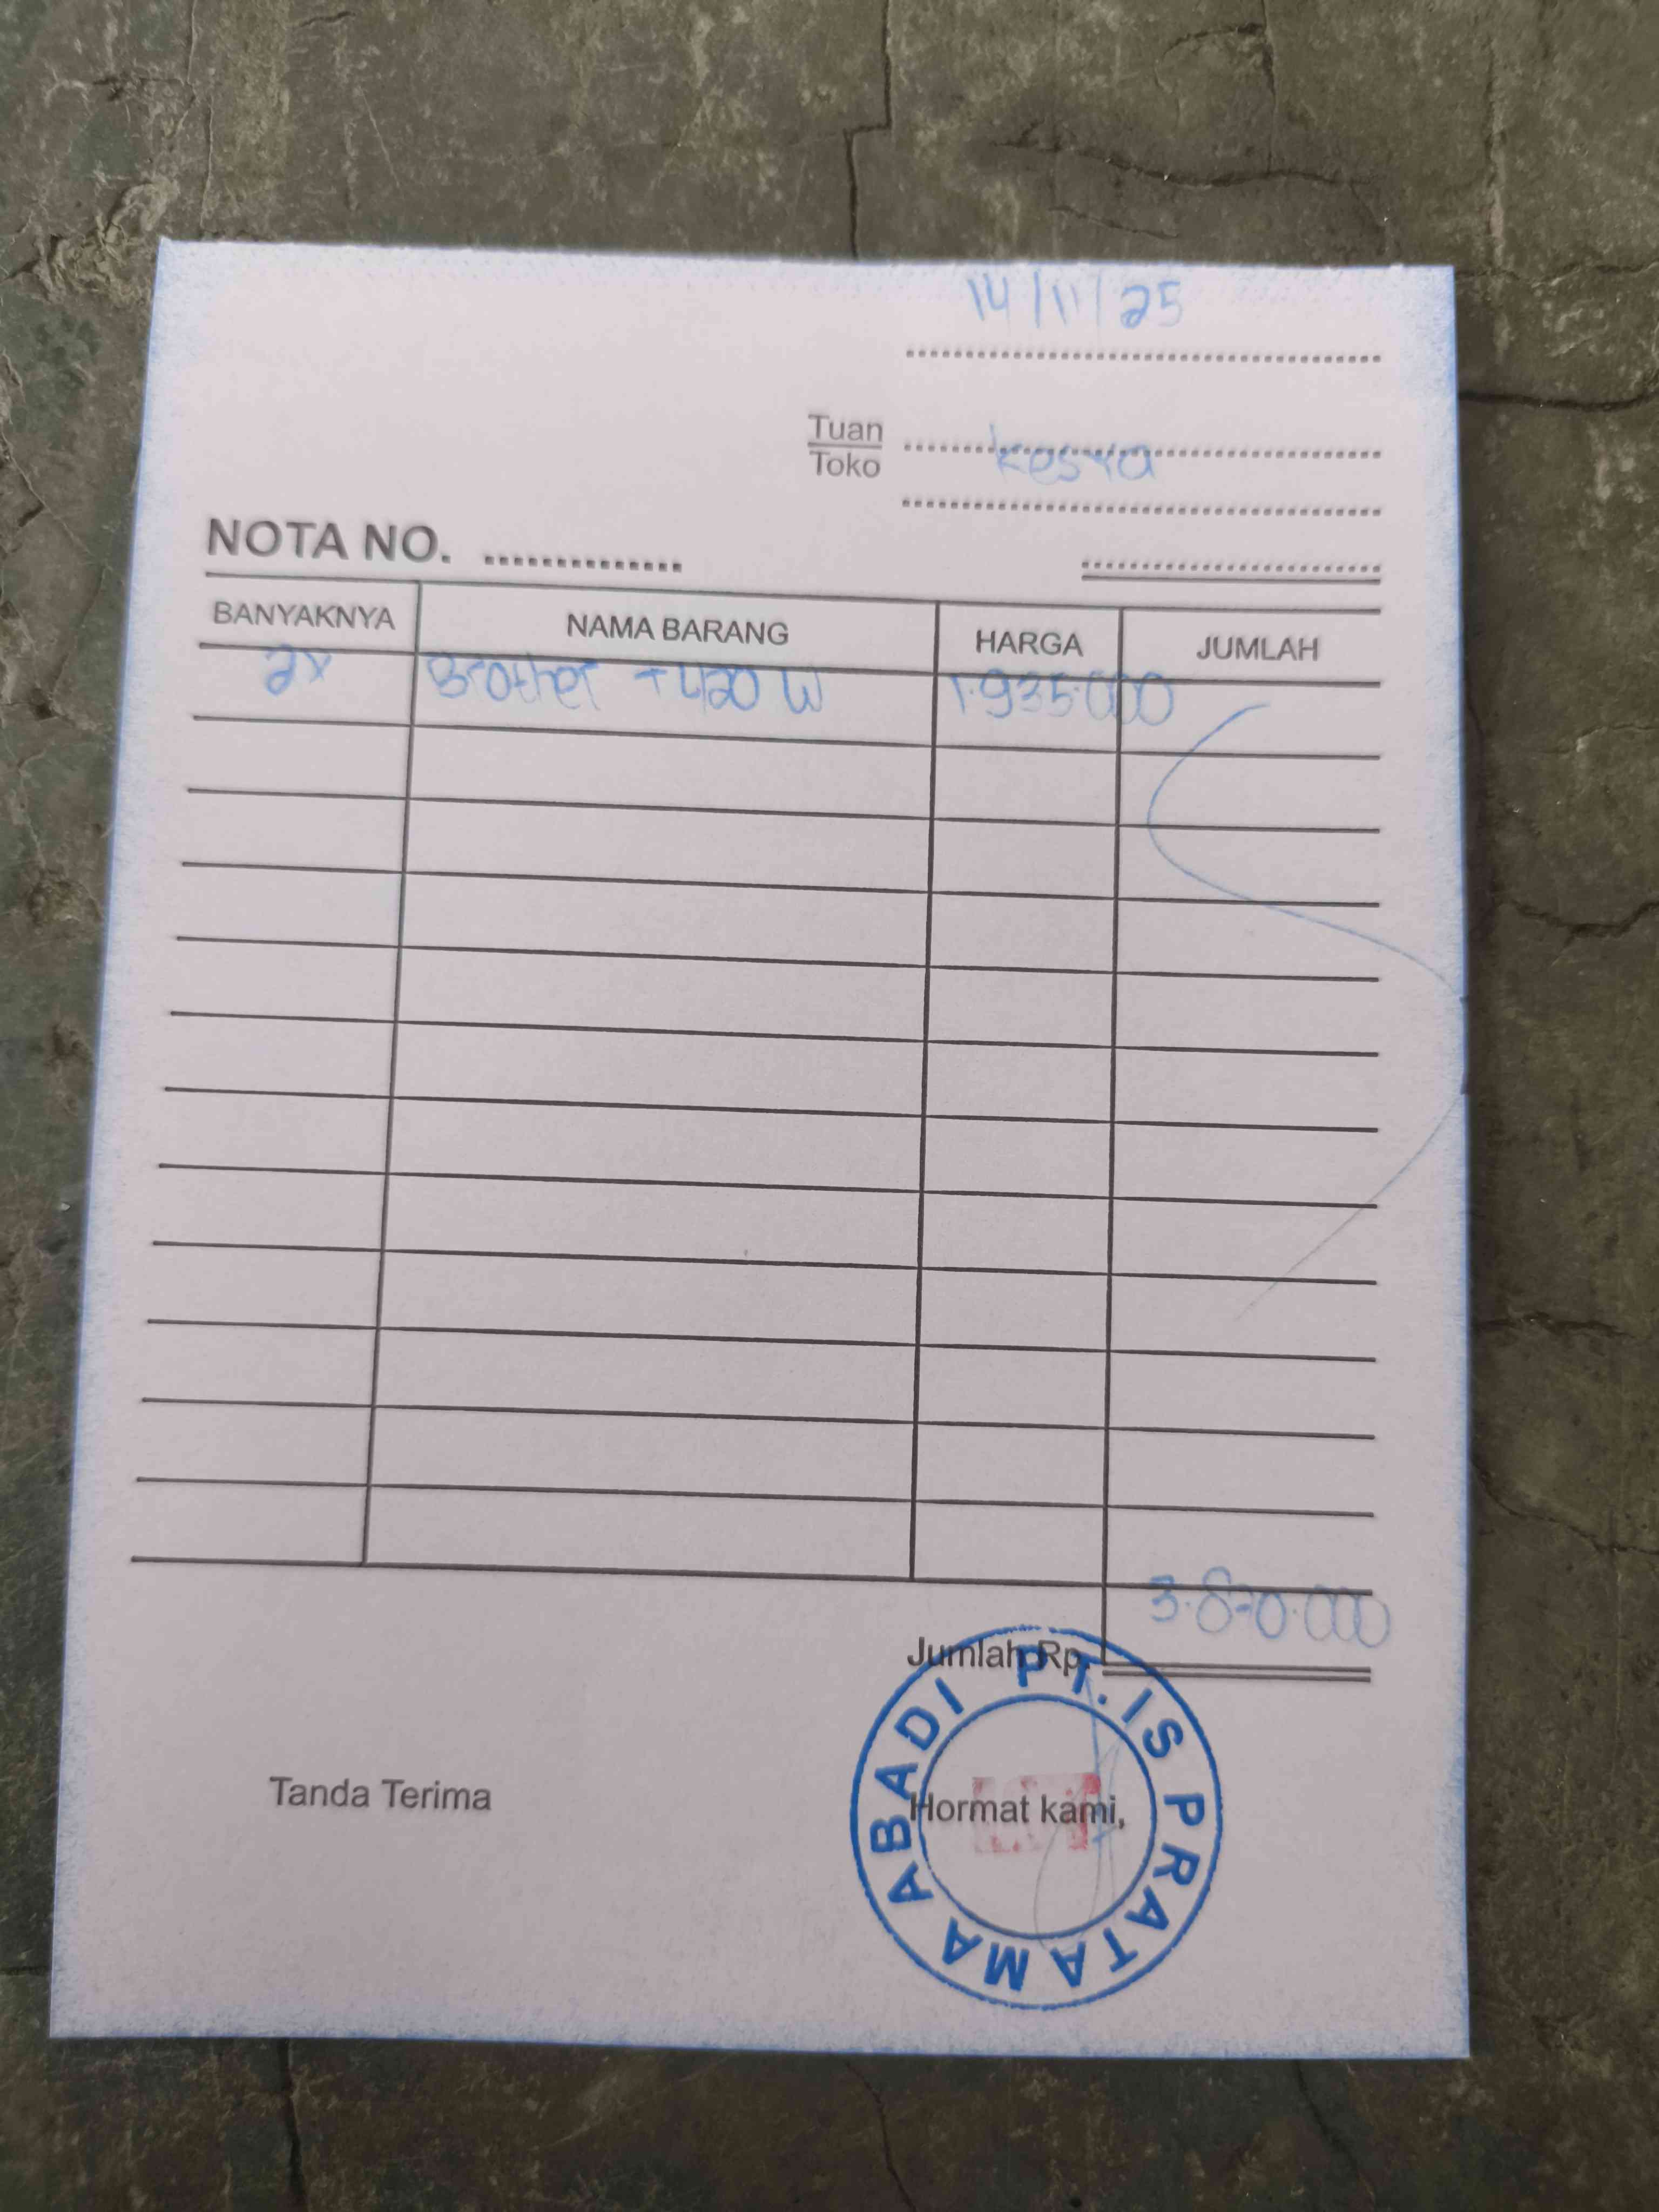 14/11/25
Tuan
Toko
kesya
NOTA NO.
BANYAKNYA NAMA BARANG HARGA JUMLAH
2x Brother T420 W 1.935.000
3.870.000
Jumlah Rp.
PT. IS PRATAMA ABADI
Tanda Terima Hormat kami,